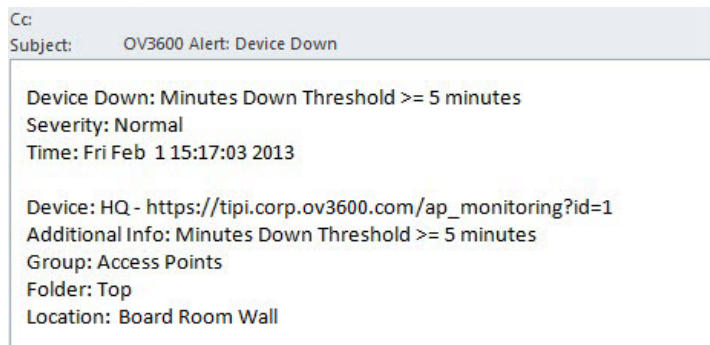 Cc:
Subject: OV3600 Alert: Device Down
Device Down: Minutes Down Threshold >= 5 minutes
Severity: Normal
Time: Fri Feb  1 15:17:03 2013
Device: HQ - https://tipi.corp.ov3600.com/ap_monitoring?id=1
Additional Info: Minutes Down Threshold >= 5 minutes
Group: Access Points
Folder: Top
Location: Board Room Wall